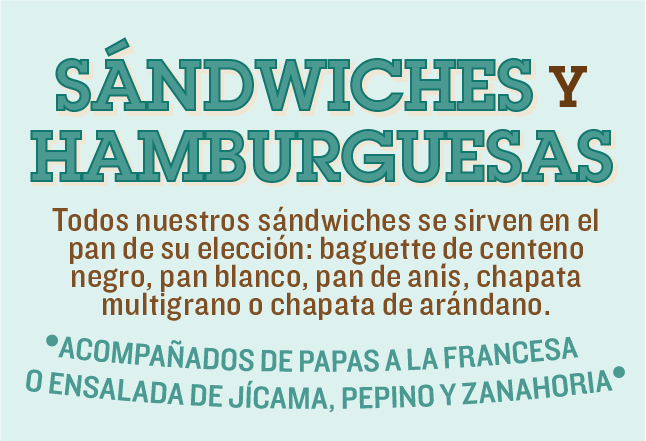 SÁNDWICHES Y
HAMBURGUESAS
Todos nuestros sándwiches se sirven en el
pan de su elección: baguette de centeno
negro, pan blanco, pan de anís, chapata
multigrano o chapata de arándano.
•ACOMPAÑADOS DE PAPAS A LA FRANCESA
O ENSALADA DE JÍCAMA, PEPINO Y ZANAHORIA•